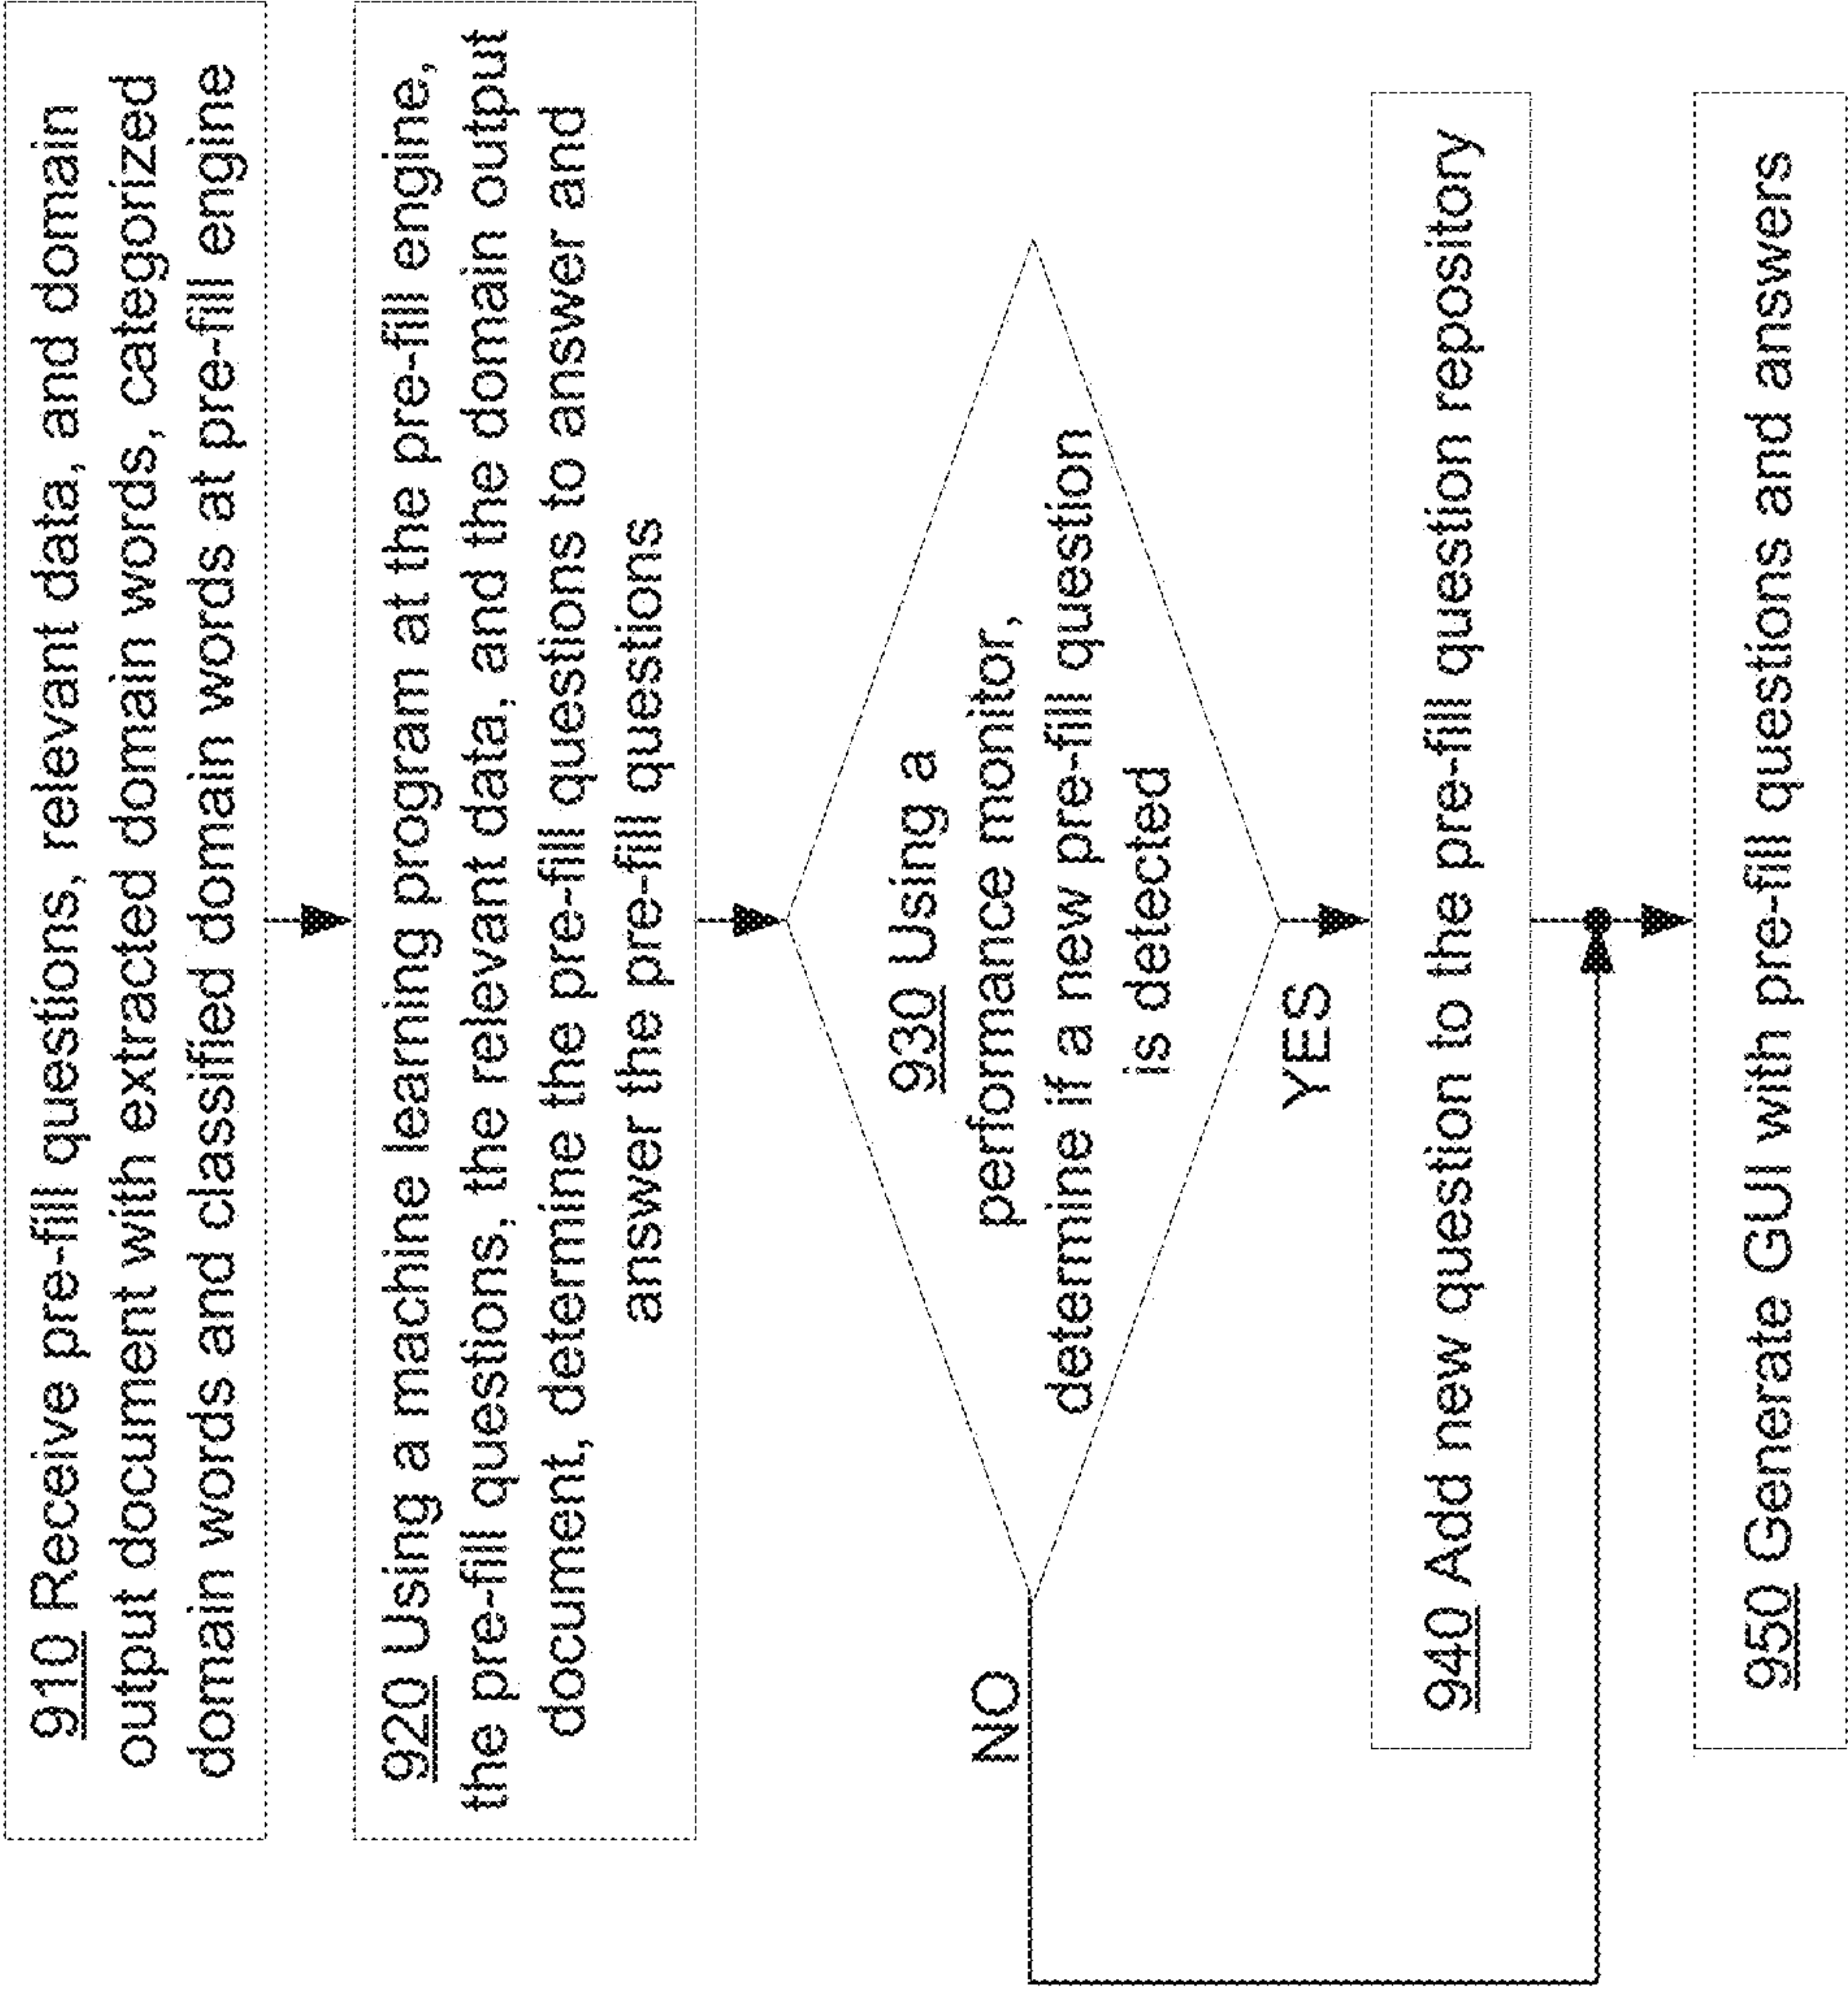 910 Receive pre-fill questions, relevant data, and domain
output document with extracted domain words, categorized
domain words and classified domain words at pre-fill engine
920 Using a machine learning program at the pre-fill engine,
the pre-fill questions, the relevant data, and the domain output
document, determine the pre-fill questions to answer and
answer the pre-fill questions
930 Using a
performance monitor,
determine if a new pre-fill question
is detected
NO
YES
940 Add new question to the pre-fill question repository
950 Generate GUI with pre-fill questions and answers